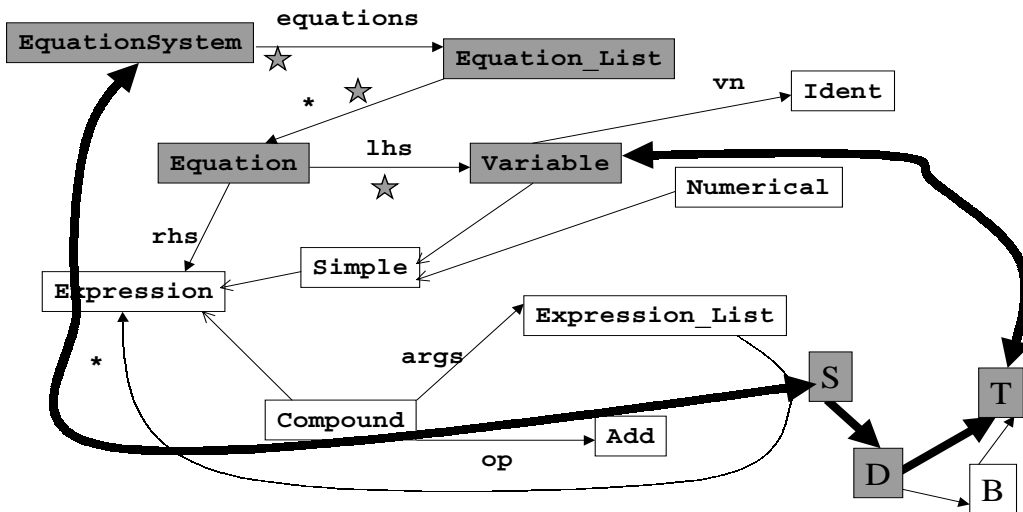 equations
EquationSystem
Equation_List
*
vn
Ident
lhs
Equation
Variable
Numerical
rhs
Simple
Expression
Expression_List
*
args
S
T
Compound
Add
op
D
B